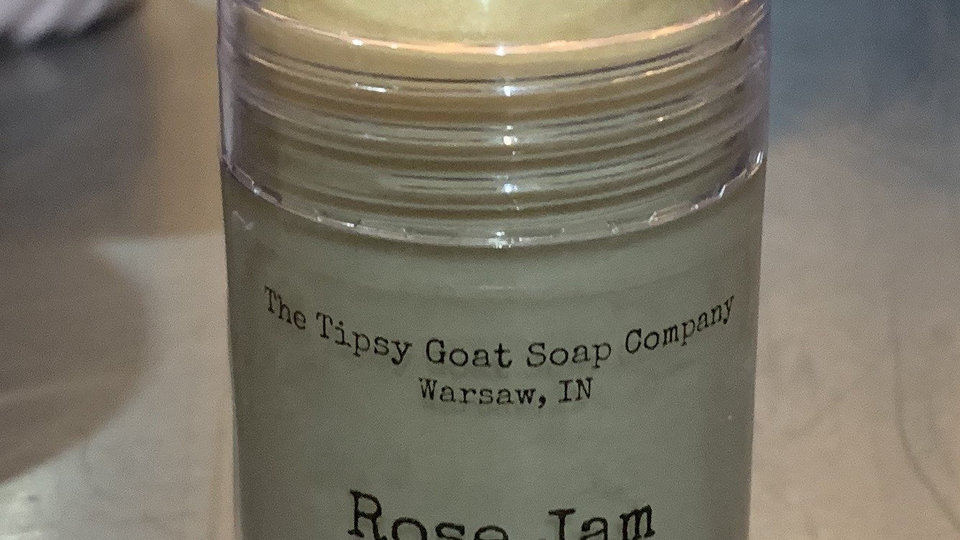 The Tipsy Goat Soap Company
Warsaw, IN
Rose Jam